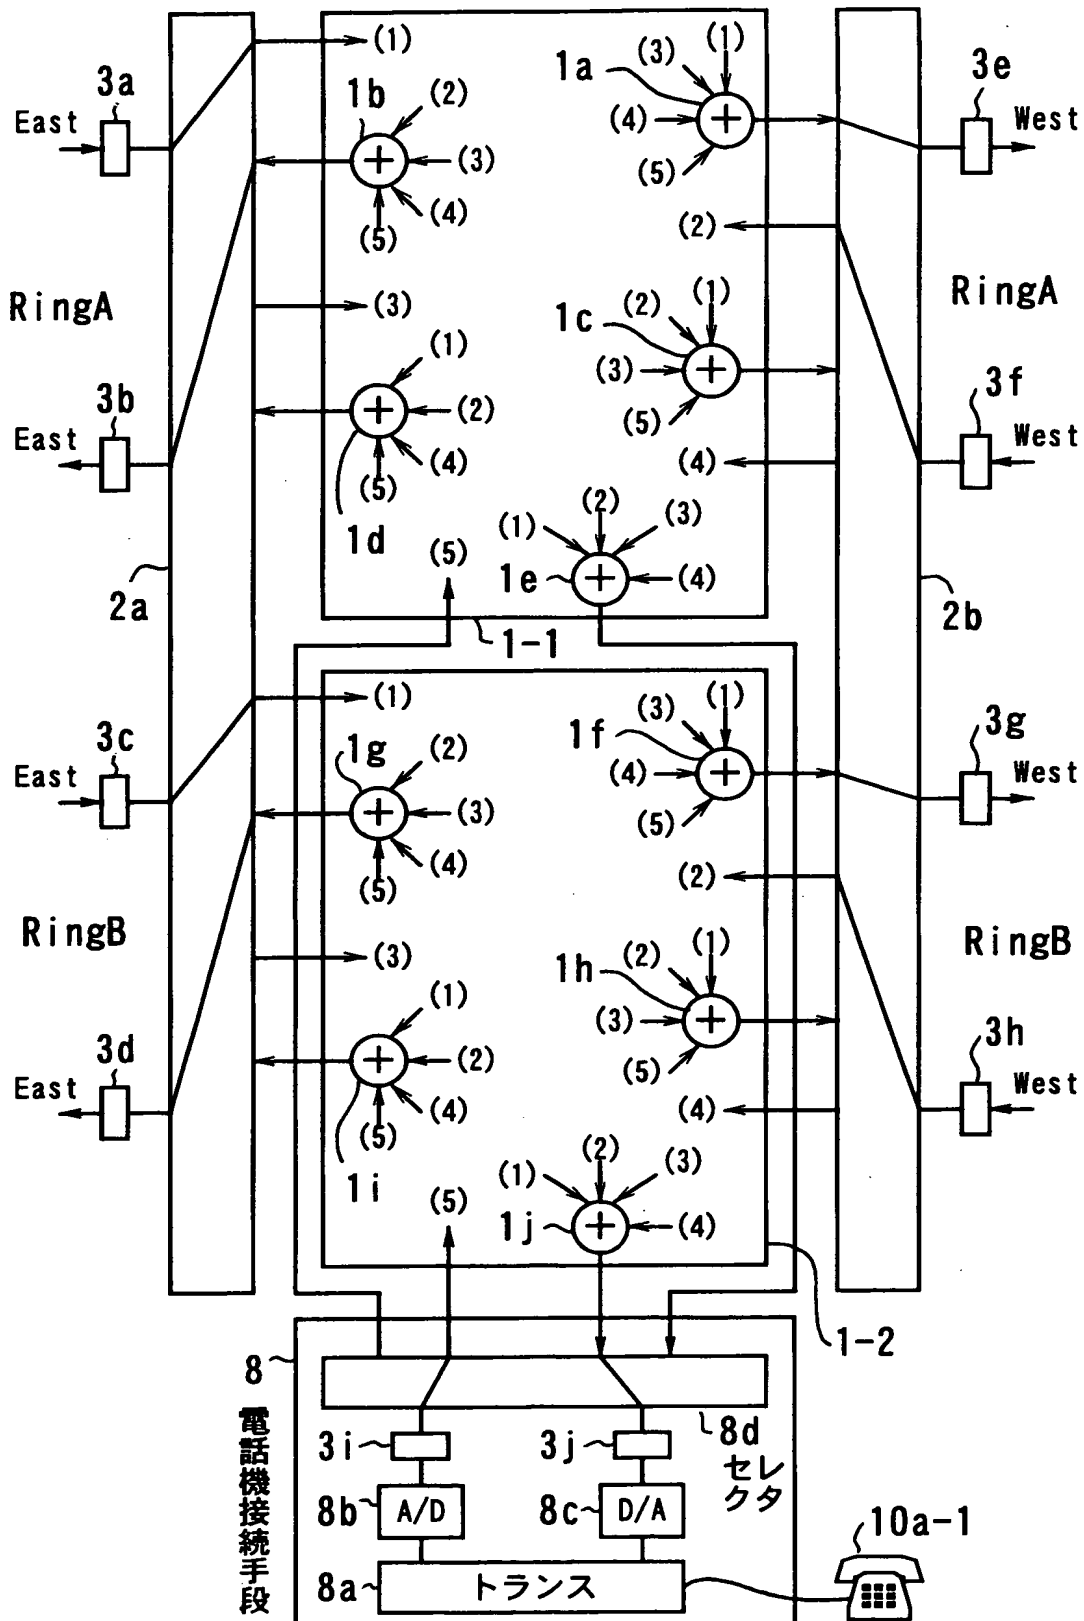 (1)
3a
1b
(2)
1a
(3)
(1)
3e
East
(3)
(4)
West
(4)
(5)
(5)
(2)
RingA
(3)
1c
(2)
(1)
RingA
(1)
3b
(2)
(3)
3f
East
(4)
(5)
West
(5)
(4)
1d
(5)
(1)
(2)
(3)
2a
1e
(4)
2b
1-1
(1)
3c
1g
(2)
1f
(3)
(1)
3g
East
(3)
(4)
West
(4)
(5)
(5)
(2)
RingB
(3)
1h
(2)
(1)
RingB
(1)
3d
(2)
(3)
3h
East
(4)
(5)
West
(5)
(4)
1i
(5)
(1)
(2)
(3)
1j
(4)
1-2
8
電話機接続手段
8d
セレクタ
3i
3j
8b
A/D
8c
D/A
10a-1
8a
トランス